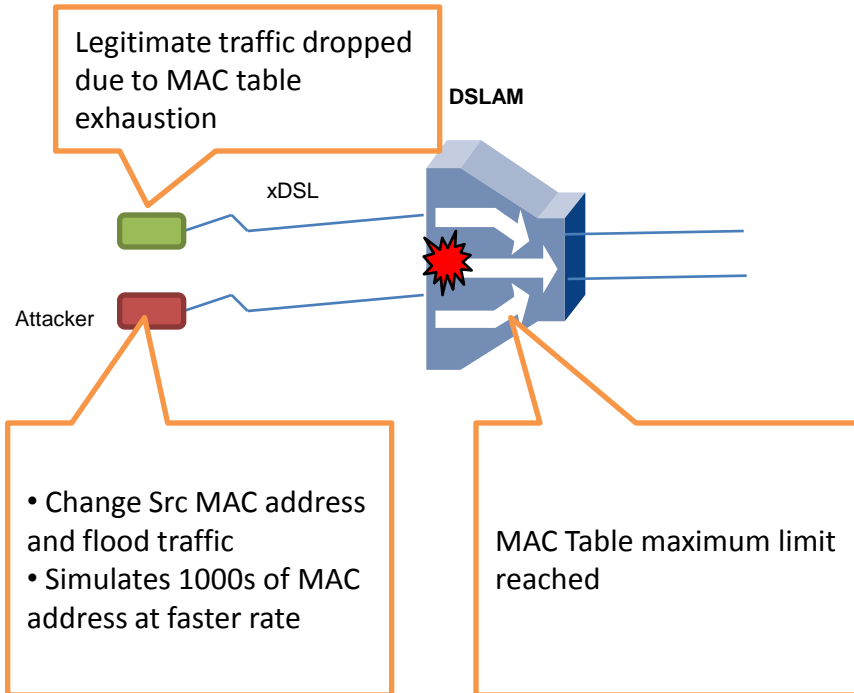 Legitimate traffic dropped
due to MAC table
exhaustion
DSLAM
xDSL
Attacker
• Change Src MAC address
and flood traffic
• Simulates 1000s of MAC
address at faster rate
MAC Table maximum limit
reached